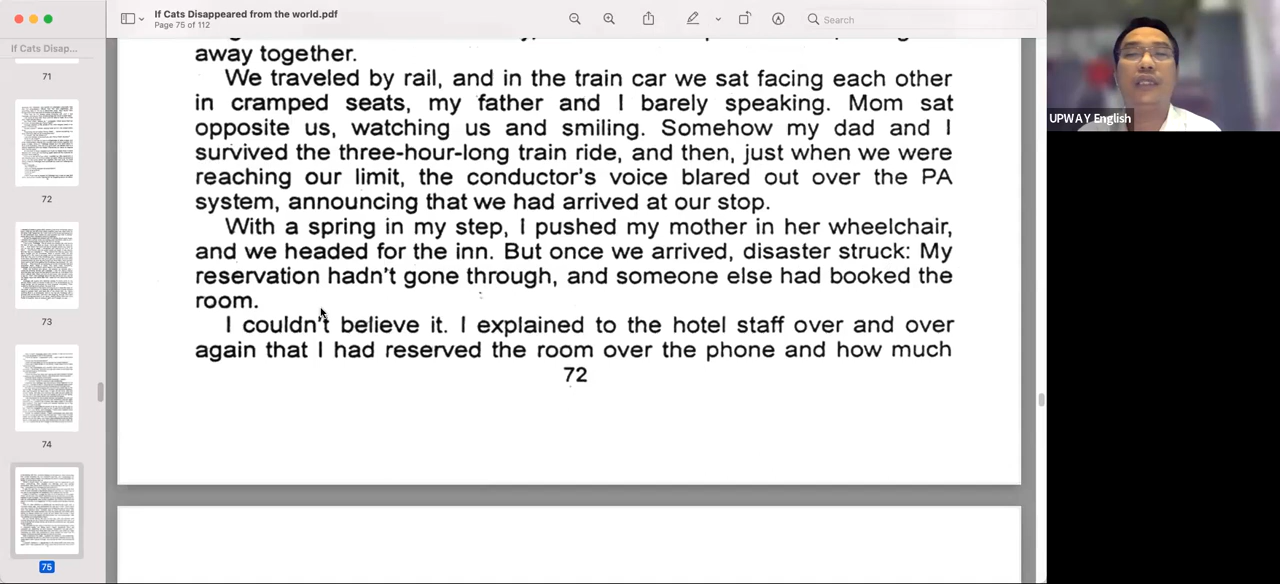 If Cats Disappeared from the world.pdf
Page 75 of 112
Search
If Cats Disap...
71
72
73
74
75
away together.
We traveled by rail, and in the train car we sat facing each other
in cramped seats, my father and I barely speaking. Mom sat
opposite us, watching us and smiling. Somehow my dad and I
survived the three-hour-long train ride, and then, just when we were
reaching our limit, the conductor's voice blared out over the PA
system, announcing that we had arrived at our stop.
With a spring in my step, I pushed my mother in her wheelchair,
and we headed for the inn. But once we arrived, disaster struck: My
reservation hadn't gone through, and someone else had booked the
room.
I couldn't believe it. I explained to the hotel staff over and over
again that I had reserved the room over the phone and how much
72
UPWAY English